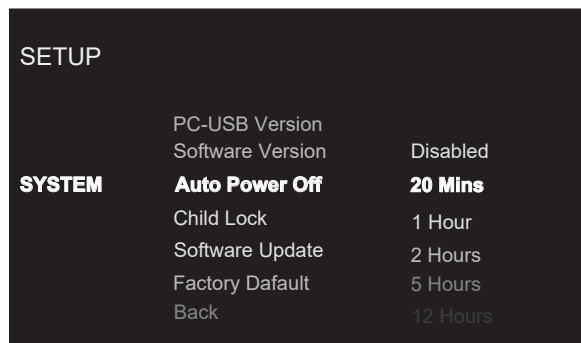 SETUP
PC-USB Version
Software Version Disabled
SYSTEM Auto Power Off 20 Mins
Child Lock 1 Hour
Software Update 2 Hours
Factory Dafault 5 Hours
Back 12 Hours